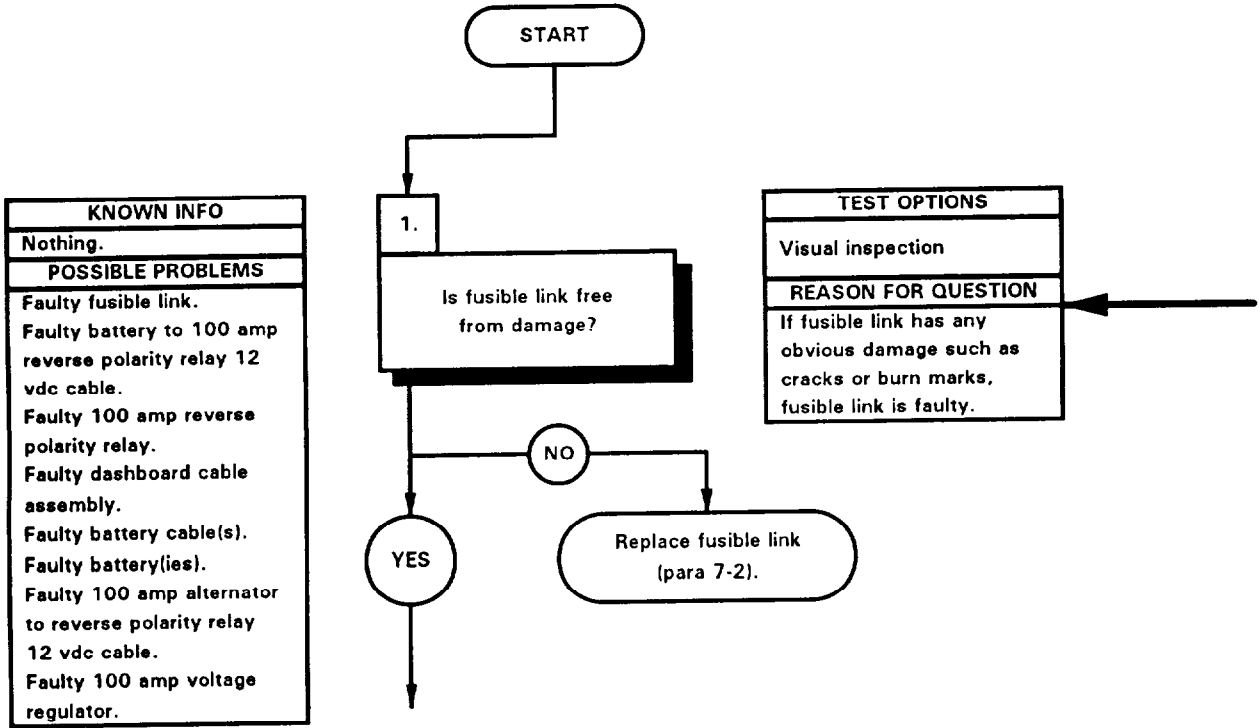 START
KNOWN INFO
Nothing.
POSSIBLE PROBLEMS
Faulty fusible link.
Faulty battery to 100 amp
reverse polarity relay 12
vdc cable.
Faulty 100 amp reverse
polarity relay.
Faulty dashboard cable
assembly.
Faulty battery cable(s).
Faulty battery(ies).
Faulty 100 amp alternator
to reverse polarity relay
12 vdc cable.
Faulty 100 amp voltage
regulator.
1.
Is fusible link free
from damage?
NO
YES
Replace fusible link
(para 7-2).
TEST OPTIONS
Visual inspection
REASON FOR QUESTION
If fusible link has any
obvious damage such as
cracks or burn marks,
fusible link is faulty.